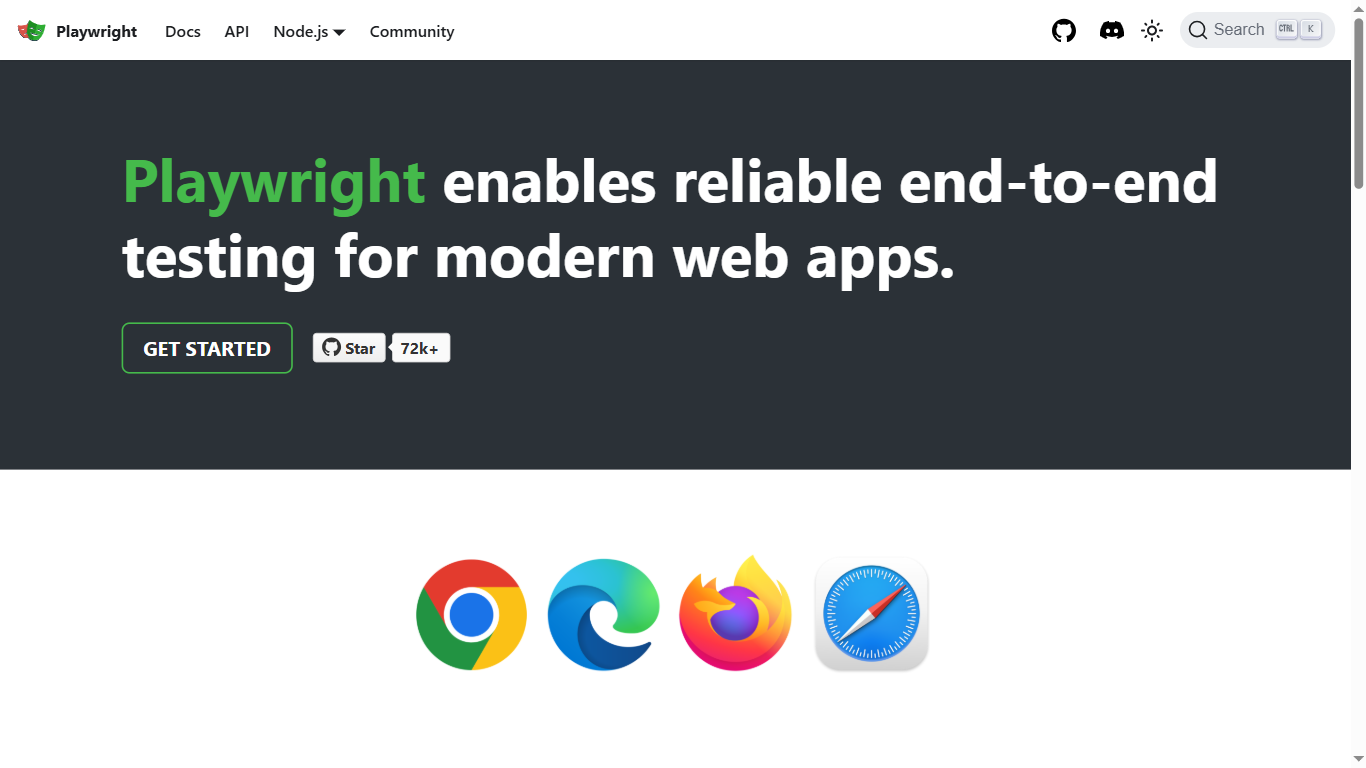 Playwright Docs API Node.js Community Search CTRL K
Playwright enables reliable end-to-end
testing for modern web apps.
GET STARTED Star 72k+